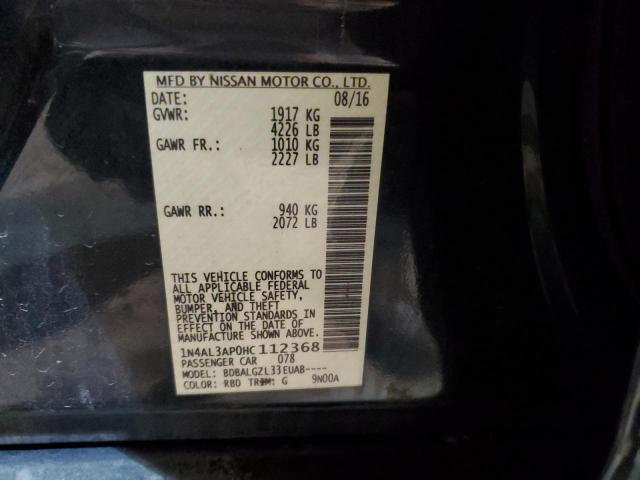 MFD BY NISSAN MOTOR CO., LTD.
DATE: 08/16
GVWR: 1917 KG
4226 LB
GAWR FR.: 1010 KG
2227 LB
GAWR RR.: 940 KG
2072 LB
THIS VEHICLE CONFORMS TO
ALL APPLICABLE FEDERAL
MOTOR VEHICLE SAFETY,
BUMPER, AND THEFT
PREVENTION STANDARDS IN
EFFECT ON THE DATE OF
MANUFACTURE SHOWN ABOVE.
1N4AL3AP0HC112368
PASSENGER CAR 078
MODEL: BDBALGZL33EUAB----
COLOR: RBD TRIM: G 9N00A